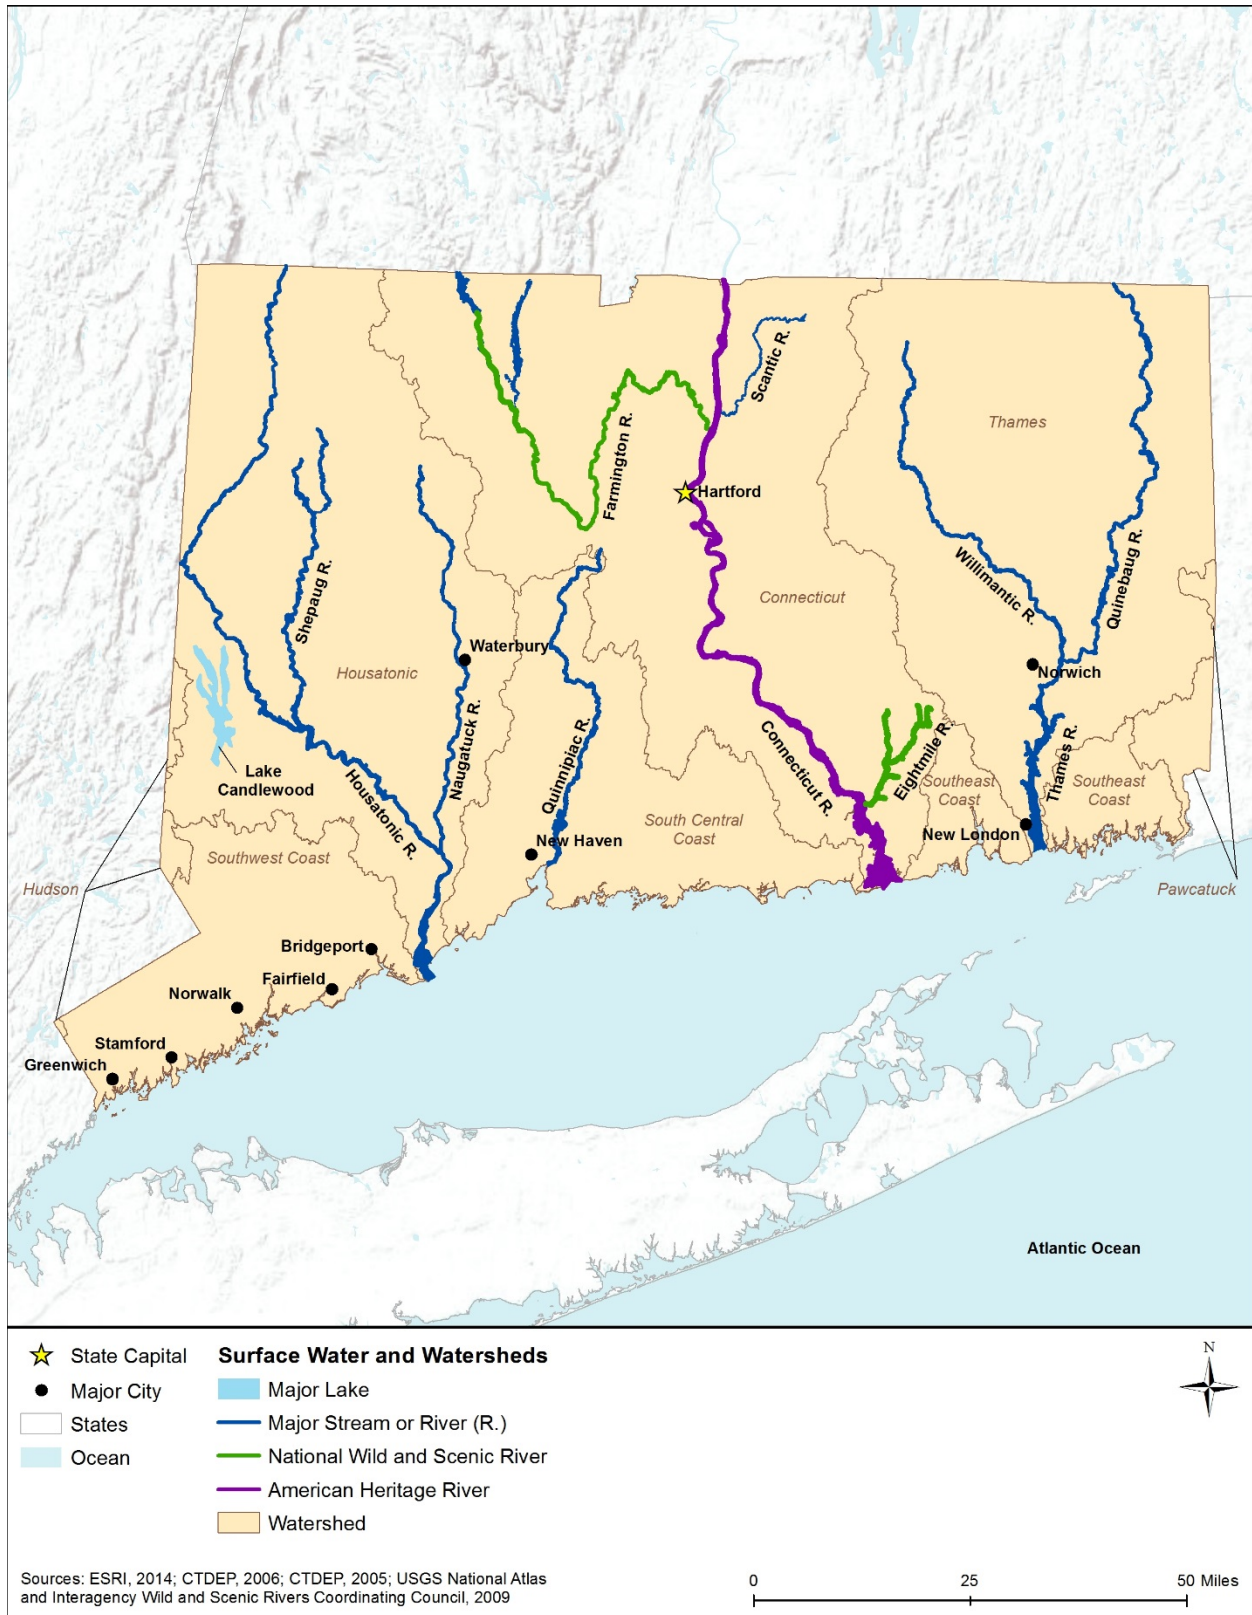 Scantic R.
Thames
Farmington R.
Hartford
Willimantic R.
Quinebaug R.
Shepaug R.
Connecticut
Waterbury
Norwich
Housatonic
Naugatuck R.
Quinnipiac R.
Connecticut R.
Eightmile R.
Thames R.
Lake
Candlewood
Housatonic R.
Southeast
Coast
Southeast
Coast
South Central
Coast
New London
New Haven
Southwest Coast
Hudson
Pawcatuck
Bridgeport
Fairfield
Norwalk
Stamford
Greenwich
Atlantic Ocean
State Capital
Major City
States
Ocean
Surface Water and Watersheds
Major Lake
Major Stream or River (R.)
National Wild and Scenic River
American Heritage River
Watershed
N
Sources: ESRI, 2014; CTDEP, 2006; CTDEP, 2005; USGS National Atlas
and Interagency Wild and Scenic Rivers Coordinating Council, 2009
0 25 50 Miles